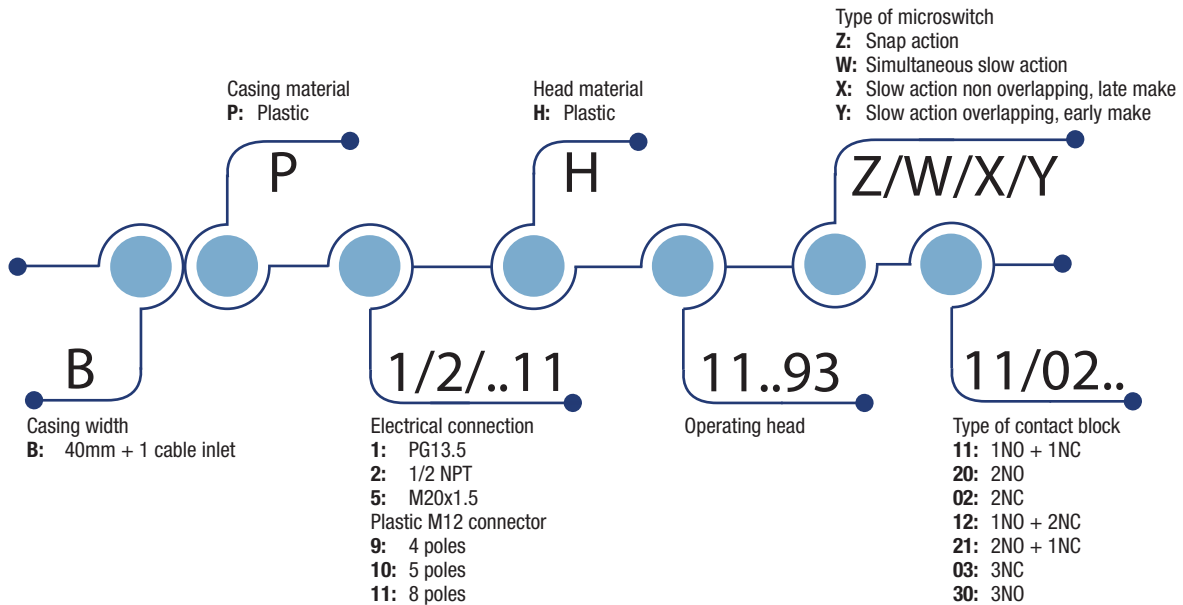 Type of microswitch
Z: Snap action
W: Simultaneous slow action
X: Slow action non overlapping, late make
Y: Slow action overlapping, early make
Casing material
P: Plastic
Head material
H: Plastic
P
H
Z/W/X/Y
B
1/2/..11
11..93
11/02..
Casing width
B: 40mm + 1 cable inlet
Electrical connection
1: PG13.5
2: 1/2 NPT
5: M20x1.5
Plastic M12 connector
9: 4 poles
10: 5 poles
11: 8 poles
Operating head
Type of contact block
11: 1NO + 1NC
20: 2NO
02: 2NC
12: 1NO + 2NC
21: 2NO + 1NC
03: 3NC
30: 3NO